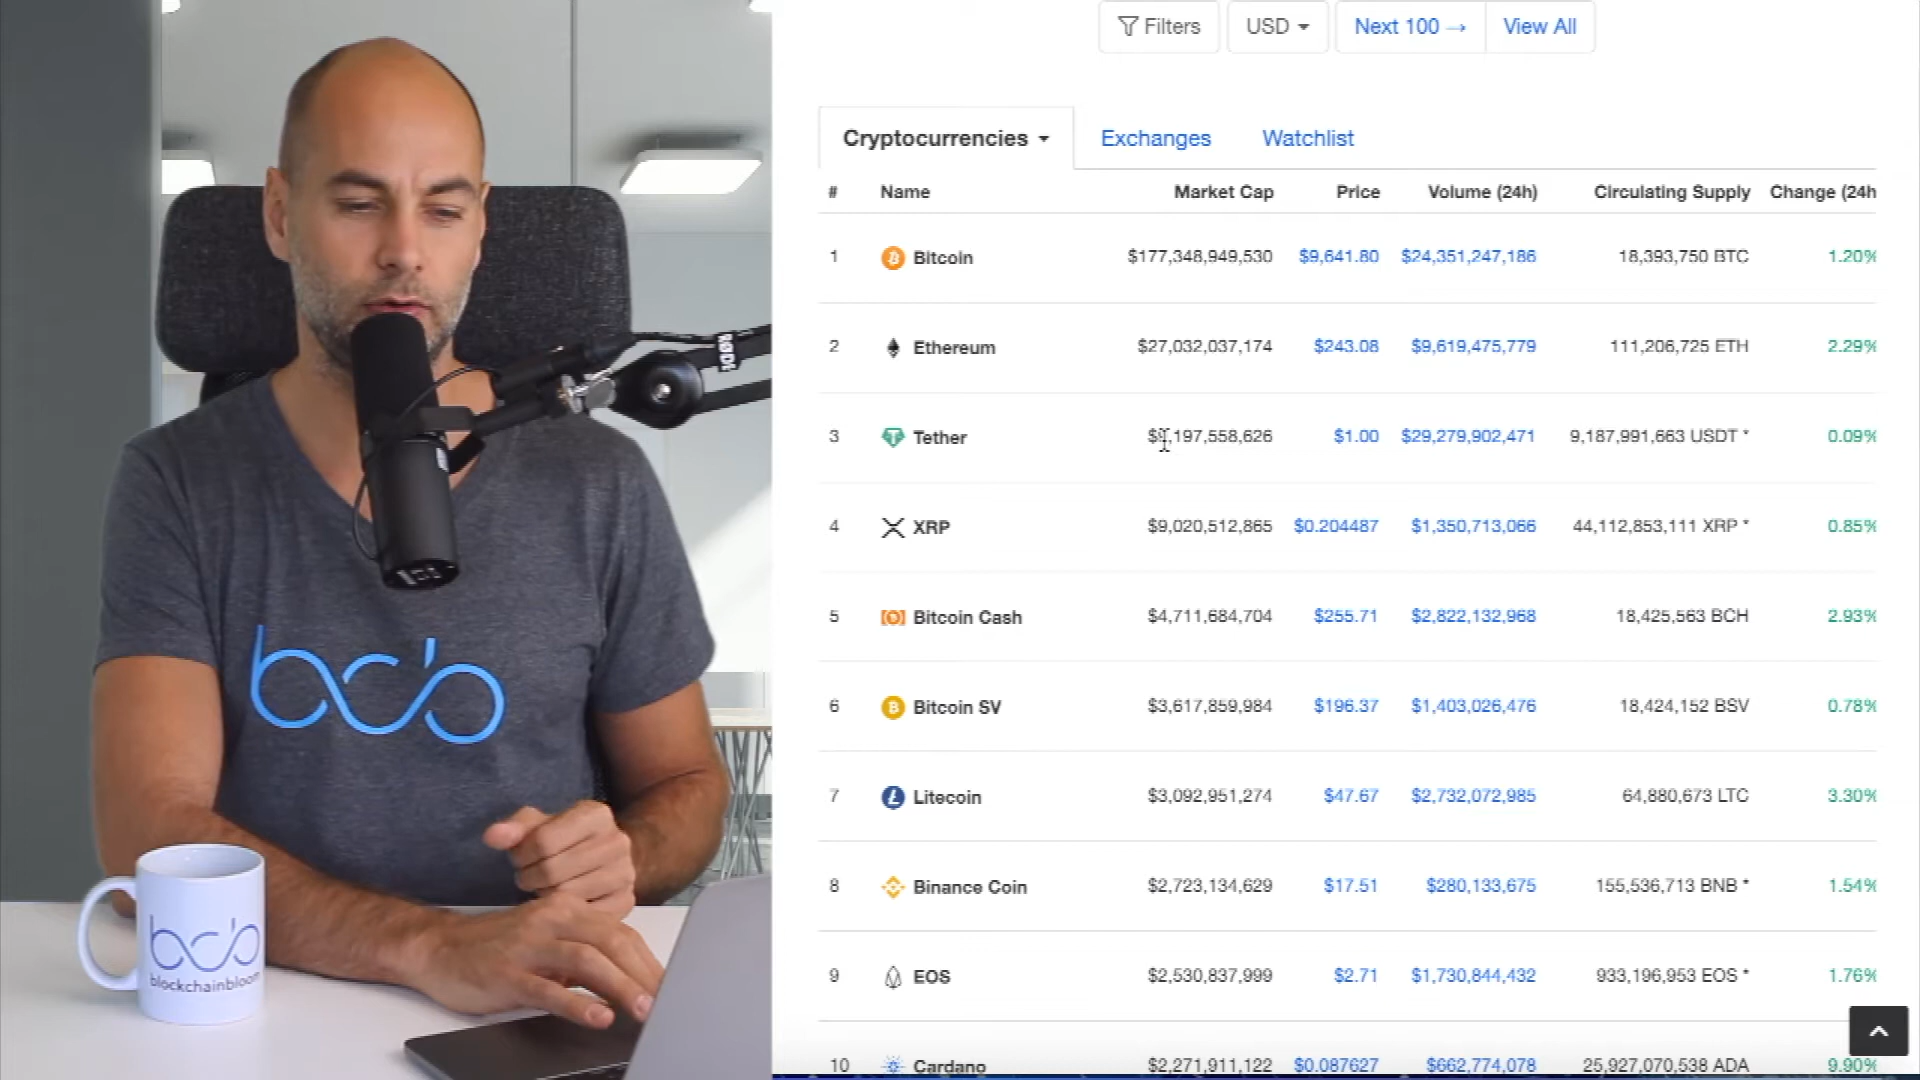 Filters USD Next 100 → View All
Cryptocurrencies Exchanges Watchlist
# Name Market Cap Price Volume (24h) Circulating Supply Change (24h
1 Bitcoin $177,348,949,530 $9,641.80 $24,351,247,186 18,393,750 BTC 1.20%
2 Ethereum $27,032,037,174 $243.08 $9,619,475,779 111,206,725 ETH 2.29%
3 Tether $9,197,558,626 $1.00 $29,279,902,471 9,187,991,663 USDT * 0.09%
4 XRP $9,020,512,865 $0.204487 $1,350,713,066 44,112,853,111 XRP * 0.85%
5 Bitcoin Cash $4,711,684,704 $255.71 $2,822,132,968 18,425,563 BCH 2.93%
6 Bitcoin SV $3,617,859,984 $196.37 $1,403,026,476 18,424,152 BSV 0.78%
7 Litecoin $3,092,951,274 $47.67 $2,732,072,985 64,880,673 LTC 3.30%
8 Binance Coin $2,723,134,629 $17.51 $280,133,675 155,536,713 BNB * 1.54%
9 EOS $2,530,837,999 $2.71 $1,730,844,432 933,196,953 EOS * 1.76%
10 Cardano $2,271,911,122 $0.087627 $662,774,078 25,927,070,538 ADA 9.90%
RØDE
bcb
bcb
blockchainbloom